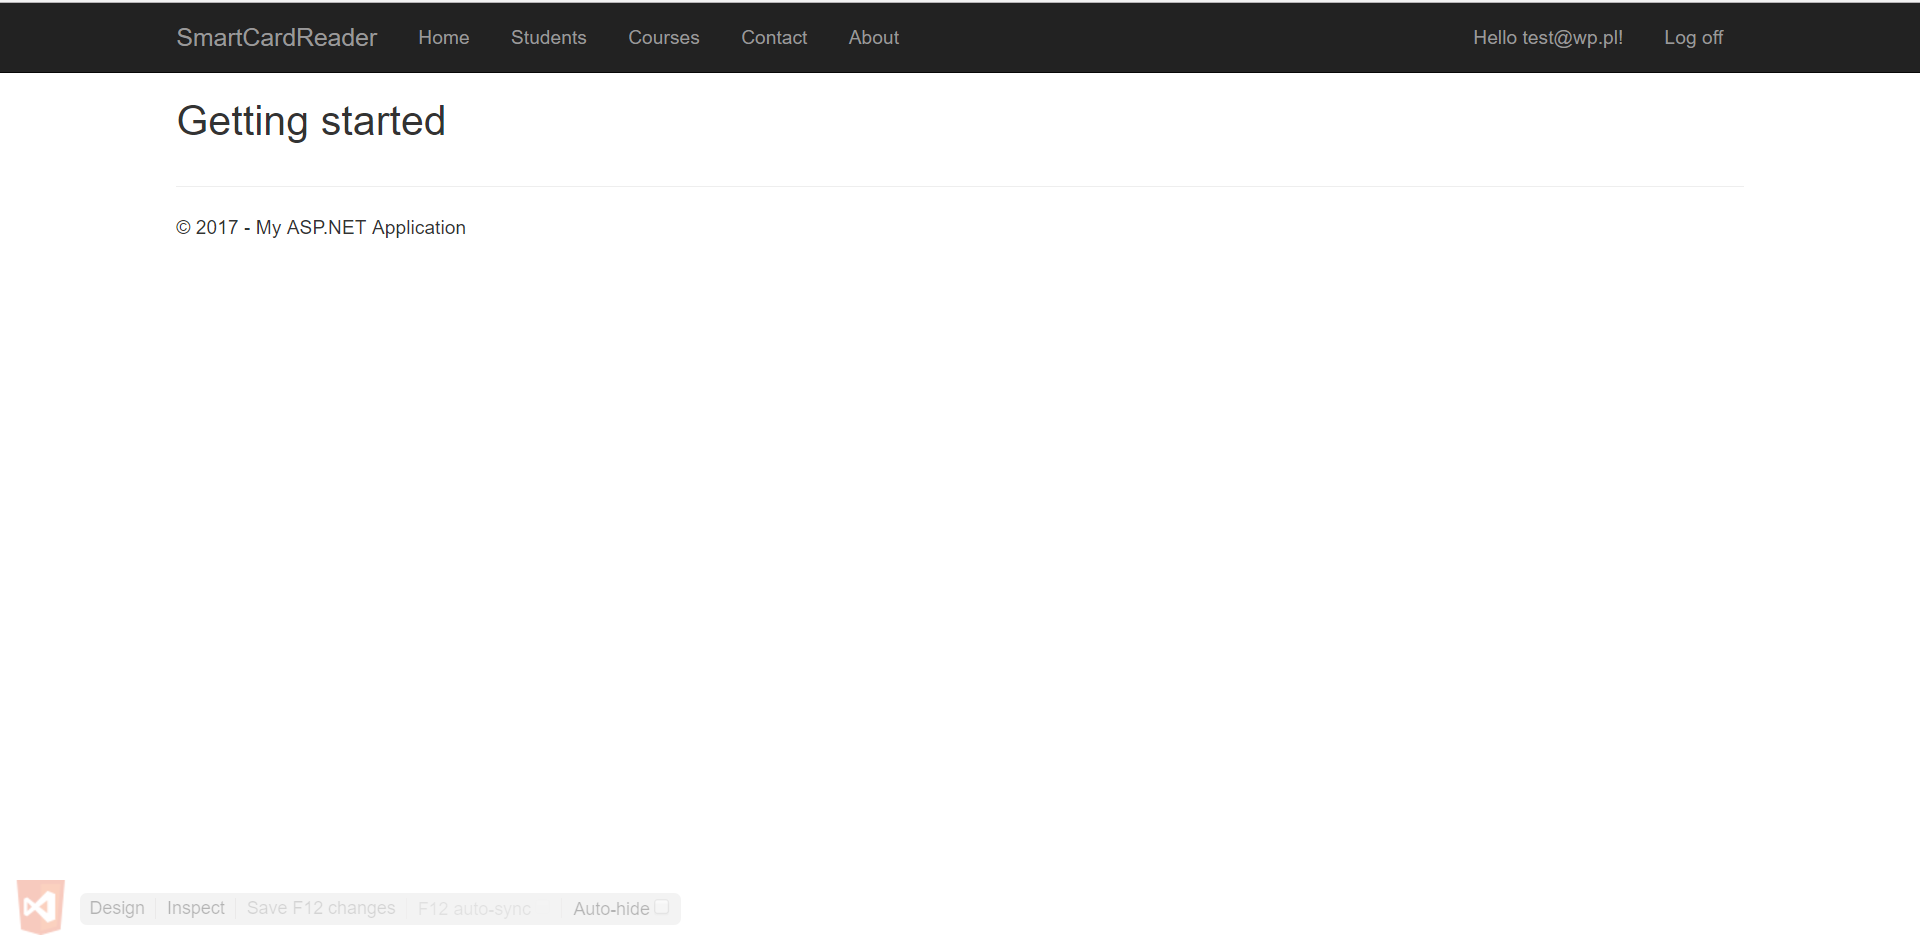 SmartCardReader Home Students Courses Contact About Hello test@wp.pl! Log off
Getting started
© 2017 - My ASP.NET Application
Design Inspect Save F12 changes F12 auto-sync Auto-hide